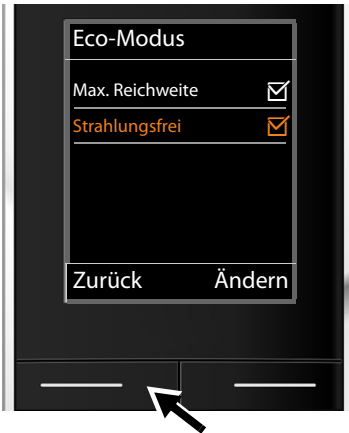 Eco-Modus
Max. Reichweite
Strahlungsfrei
Zurück Ändern